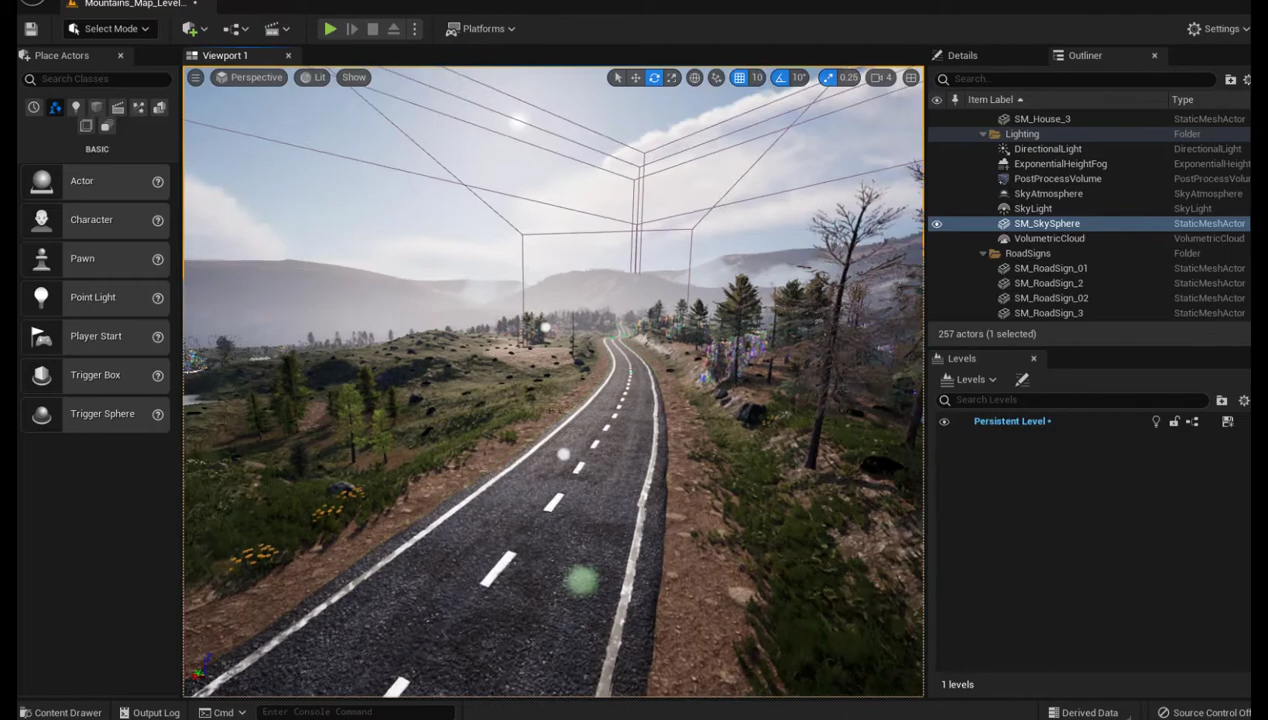 Mountains_Map_Level... •
Select Mode
Platforms
Settings
Place Actors
Viewport 1
Details
Outliner
Search Classes
Perspective
Lit
Show
10
10°
0.25
4
Search...
Item Label
Type
SM_House_3
StaticMeshActor
Lighting
Folder
DirectionalLight
DirectionalLight
ExponentialHeightFog
ExponentialHeight
PostProcessVolume
PostProcessVolum
SkyAtmosphere
SkyAtmosphere
SkyLight
SkyLight
SM_SkySphere
StaticMeshActor
VolumetricCloud
VolumetricCloud
RoadSigns
Folder
SM_RoadSign_01
StaticMeshActor
SM_RoadSign_2
StaticMeshActor
SM_RoadSign_02
StaticMeshActor
SM_RoadSign_3
StaticMeshActor
257 actors (1 selected)
BASIC
Actor
Character
Pawn
Point Light
Player Start
Trigger Box
Trigger Sphere
Levels
Levels
Search Levels
Persistent Level •
1 levels
Content Drawer
Output Log
Cmd
Enter Console Command
Derived Data
Source Control Off